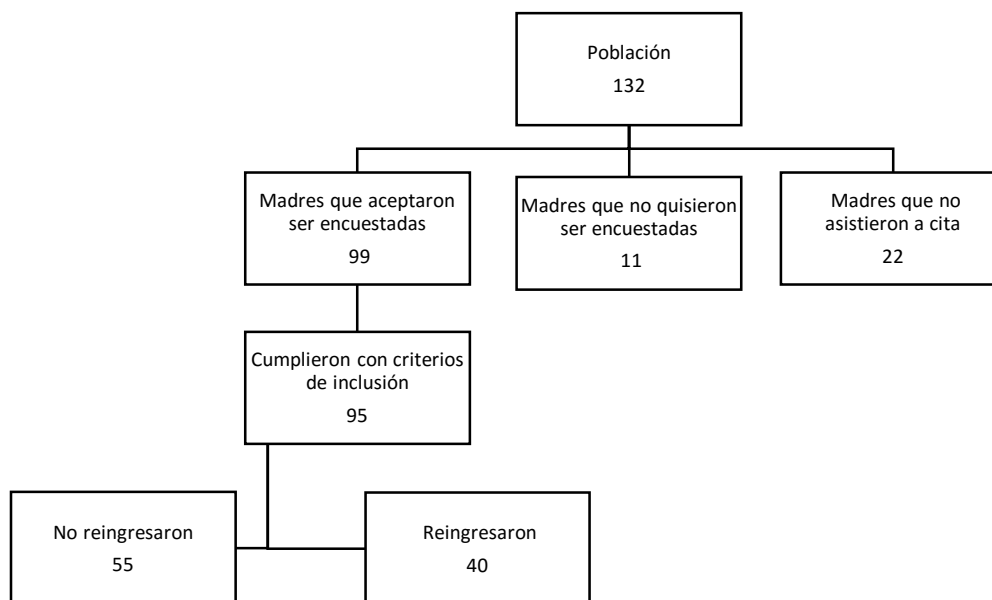 Población
132
Madres que aceptaron
ser encuestadas
99
Madres que no quisieron
ser encuestadas
11
Madres que no
asistieron a cita
22
Cumplieron con criterios
de inclusión
95
No reingresaron
55
Reingresaron
40